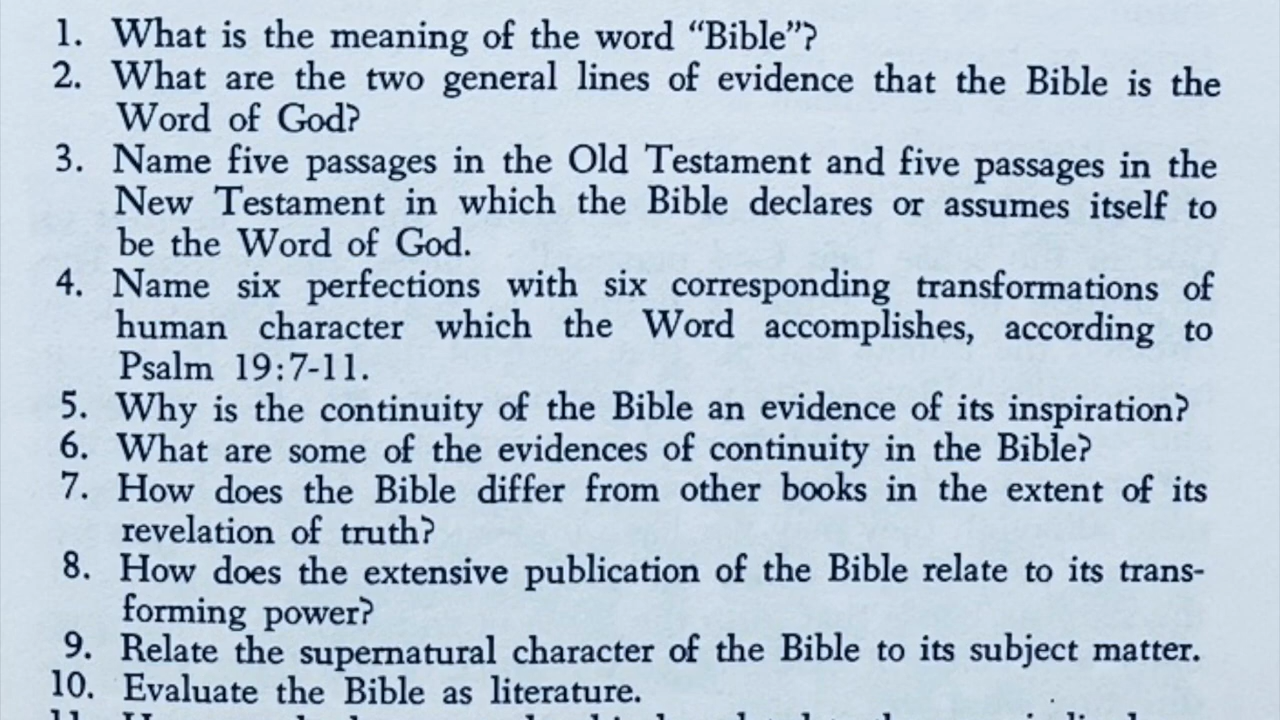 1. What is the meaning of the word “Bible”?
2. What are the two general lines of evidence that the Bible is the
Word of God?
3. Name five passages in the Old Testament and five passages in the
New Testament in which the Bible declares or assumes itself to
be the Word of God.
4. Name six perfections with six corresponding transformations of
human character which the Word accomplishes, according to
Psalm 19:7-11.
5. Why is the continuity of the Bible an evidence of its inspiration?
6. What are some of the evidences of continuity in the Bible?
7. How does the Bible differ from other books in the extent of its
revelation of truth?
8. How does the extensive publication of the Bible relate to its trans-
forming power?
9. Relate the supernatural character of the Bible to its subject matter.
10. Evaluate the Bible as literature.